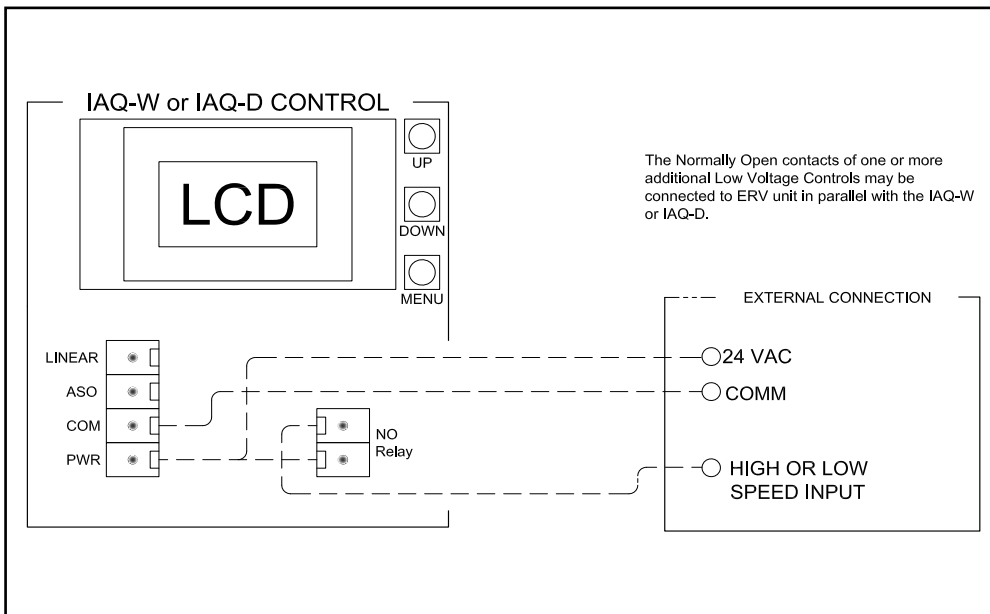 IAQ-W or IAQ-D CONTROL
LCD
UP
DOWN
MENU
The Normally Open contacts of one or more
additional Low Voltage Controls may be
connected to ERV unit in parallel with the IAQ-W
or IAQ-D.
EXTERNAL CONNECTION
LINEAR
ASO
COM
PWR
NO
Relay
24 VAC
COMM
HIGH OR LOW
SPEED INPUT